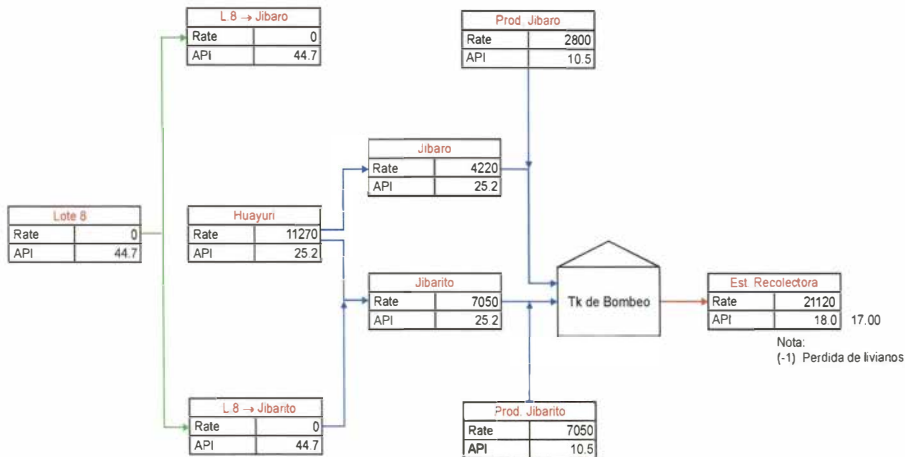 L.8 → Jibaro
Rate 0
API 44.7
Prod. Jibaro
Rate 2800
API 10.5
Jibaro
Rate 4220
API 25.2
Lote 8
Rate 0
API 44.7
Huayuri
Rate 11270
API 25.2
Jibarito
Rate 7050
API 25.2
Tk de Bombeo
Est. Recolectora
Rate 21120
API 18.0 17.00
Nota:
(-1) Perdida de livianos
L.8 → Jibarito
Rate 0
API 44.7
Prod. Jibarito
Rate 7050
API 10.5